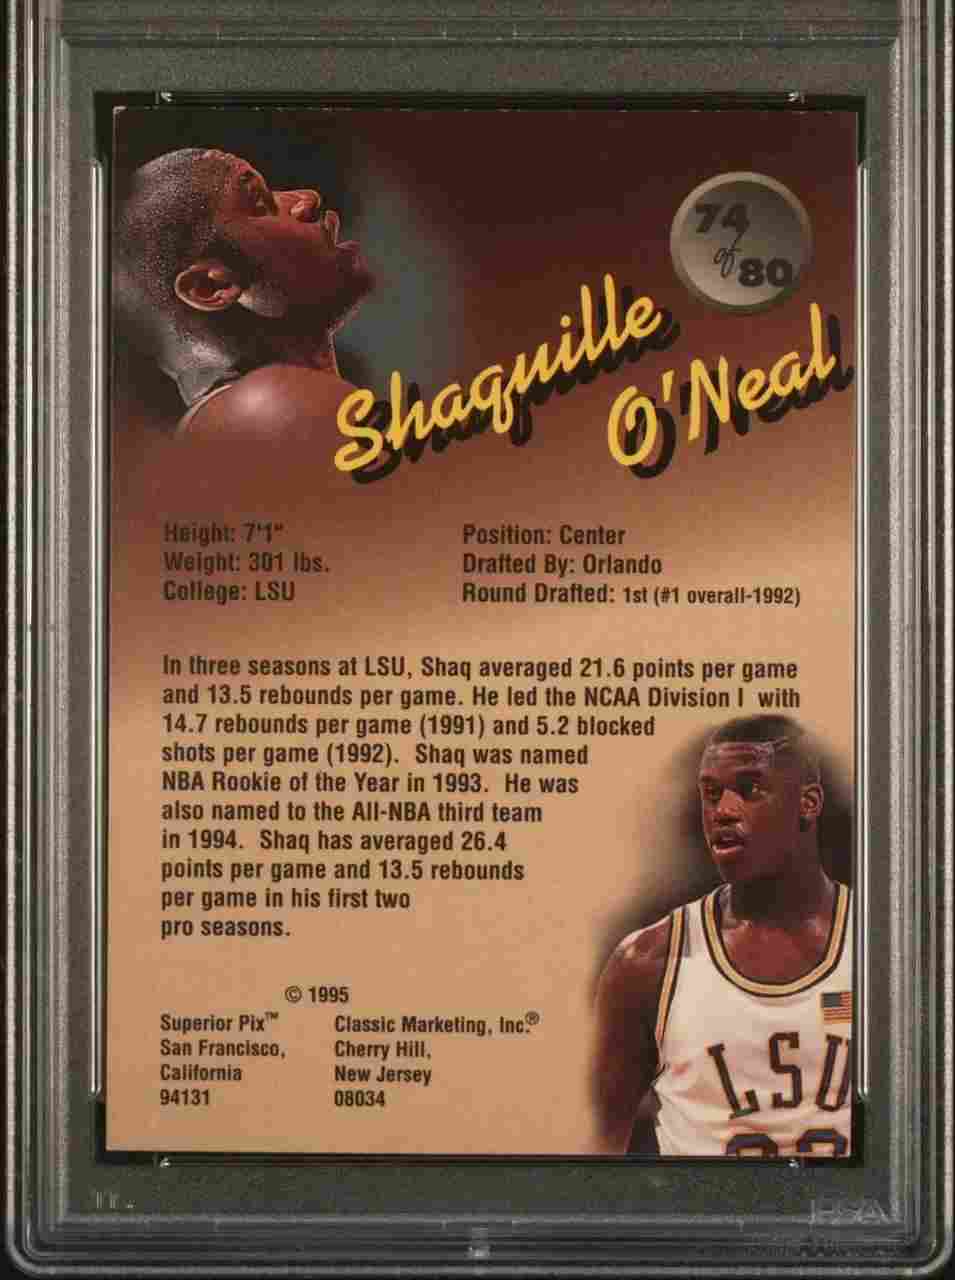 74
of
80
Shaquille
O'Neal
Height: 7'1"
Weight: 301 lbs.
College: LSU
Position: Center
Drafted By: Orlando
Round Drafted: 1st (#1 overall-1992)
In three seasons at LSU, Shaq averaged 21.6 points per game
and 13.5 rebounds per game. He led the NCAA Division I with
14.7 rebounds per game (1991) and 5.2 blocked
shots per game (1992). Shaq was named
NBA Rookie of the Year in 1993. He was
also named to the All-NBA third team
in 1994. Shaq has averaged 26.4
points per game and 13.5 rebounds
per game in his first two
pro seasons.
© 1995
Superior Pix™
San Francisco,
California
94131
Classic Marketing, Inc.®
Cherry Hill,
New Jersey
08034
LSU
33
PSA